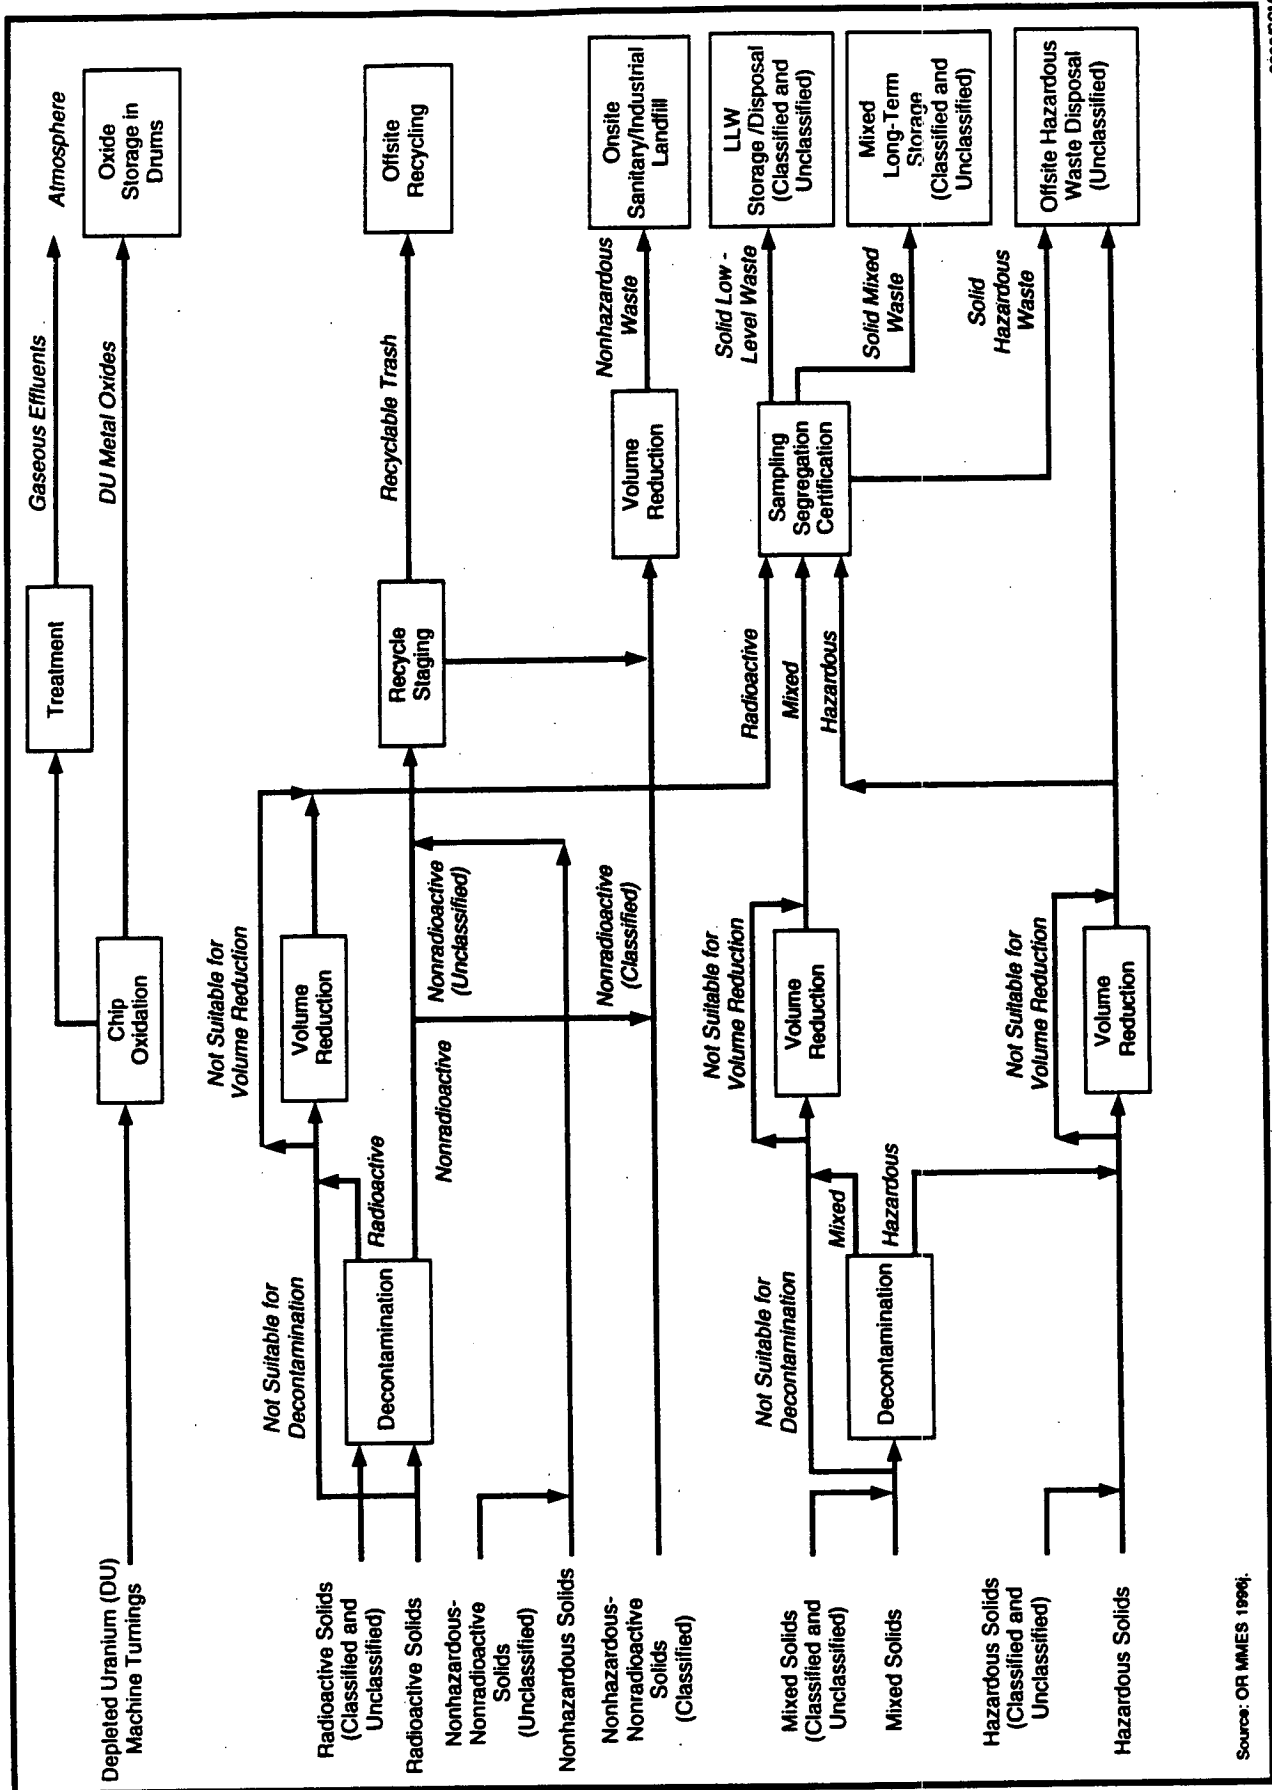 Depleted Uranium (DU)
Machine Turnings
Chip
Oxidation
Treatment
Gaseous Effluents
Atmosphere
DU Metal Oxides
Oxide
Storage in
Drums
Radioactive Solids
(Classified and
Unclassified)
Radioactive Solids
Not Suitable for
Decontamination
Decontamination
Radioactive
Nonradioactive
Not Suitable for
Volume Reduction
Volume
Reduction
Nonradioactive
(Unclassified)
Recycle
Staging
Recyclable Trash
Offsite
Recycling
Nonhazardous-
Nonradioactive
Solids
(Unclassified)
Nonhazardous Solids
Nonhazardous-
Nonradioactive
Solids
(Classified)
Nonradioactive
(Classified)
Volume
Reduction
Nonhazardous
Waste
Onsite
Sanitary/Industrial
Landfill
Mixed Solids
(Classified and
Unclassified)
Mixed Solids
Not Suitable for
Decontamination
Decontamination
Mixed
Hazardous
Not Suitable for
Volume Reduction
Volume
Reduction
Radioactive
Mixed
Hazardous
Sampling
Segregation
Certification
Solid Low -
Level Waste
LLW
Storage /Disposal
(Classified and
Unclassified)
Solid Mixed
Waste
Mixed
Long-Term
Storage
(Classified and
Unclassified)
Hazardous Solids
(Classified and
Unclassified)
Hazardous Solids
Not Suitable for
Volume Reduction
Volume
Reduction
Solid
Hazardous
Waste
Offsite Hazardous
Waste Disposal
(Unclassified)
Source: OR MMES 1996j.